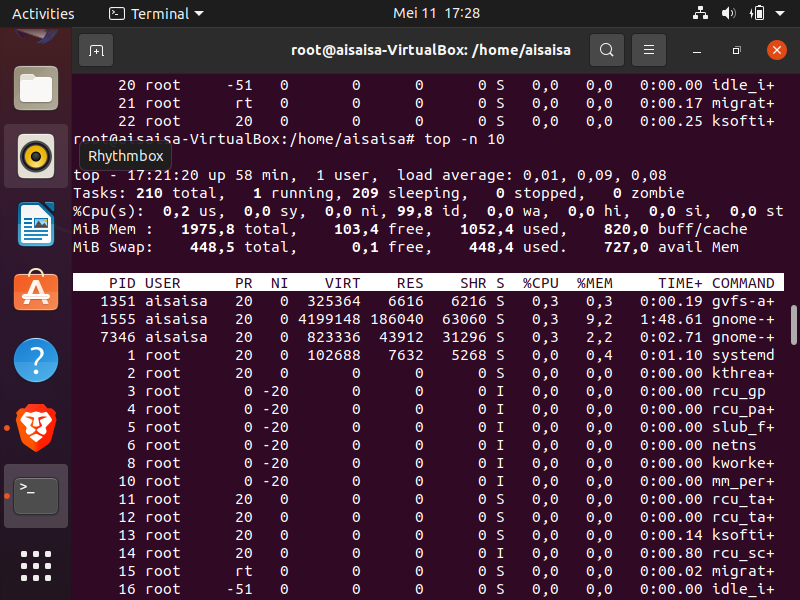 Activities Terminal Mei 11 17:28
root@aisaisa-VirtualBox: /home/aisaisa
20 root -51 0 0 0 0 S 0,0 0,0 0:00.00 idle_i+
21 root rt 0 0 0 0 S 0,0 0,0 0:00.17 migrat+
22 root 20 0 0 0 0 S 0,0 0,0 0:00.25 ksofti+
root@aisaisa-VirtualBox:/home/aisaisa# top -n 10
Rhythmbox
top - 17:21:20 up 58 min, 1 user, load average: 0,01, 0,09, 0,08
Tasks: 210 total, 1 running, 209 sleeping, 0 stopped, 0 zombie
%Cpu(s): 0,2 us, 0,0 sy, 0,0 ni, 99,8 id, 0,0 wa, 0,0 hi, 0,0 si, 0,0 st
MiB Mem : 1975,8 total, 103,4 free, 1052,4 used, 820,0 buff/cache
MiB Swap: 448,5 total, 0,1 free, 448,4 used. 727,0 avail Mem
PID USER PR NI VIRT RES SHR S %CPU %MEM TIME+ COMMAND
1351 aisaisa 20 0 325364 6616 6216 S 0,3 0,3 0:00.19 gvfs-a+
1555 aisaisa 20 0 4199148 186040 63060 S 0,3 9,2 1:48.61 gnome-+
7346 aisaisa 20 0 823336 43912 31296 S 0,3 2,2 0:02.71 gnome-+
1 root 20 0 102688 7632 5268 S 0,0 0,4 0:01.10 systemd
2 root 20 0 0 0 0 S 0,0 0,0 0:00.00 kthrea+
3 root 0 -20 0 0 0 I 0,0 0,0 0:00.00 rcu_gp
4 root 0 -20 0 0 0 I 0,0 0,0 0:00.00 rcu_pa+
5 root 0 -20 0 0 0 I 0,0 0,0 0:00.00 slub_f+
6 root 0 -20 0 0 0 I 0,0 0,0 0:00.00 netns
8 root 0 -20 0 0 0 I 0,0 0,0 0:00.00 kworke+
10 root 0 -20 0 0 0 I 0,0 0,0 0:00.00 mm_per+
11 root 20 0 0 0 0 S 0,0 0,0 0:00.00 rcu_ta+
12 root 20 0 0 0 0 S 0,0 0,0 0:00.00 rcu_ta+
13 root 20 0 0 0 0 S 0,0 0,0 0:00.14 ksofti+
14 root 20 0 0 0 0 I 0,0 0,0 0:00.80 rcu_sc+
15 root rt 0 0 0 0 S 0,0 0,0 0:00.02 migrat+
16 root -51 0 0 0 0 S 0,0 0,0 0:00.00 idle_i+